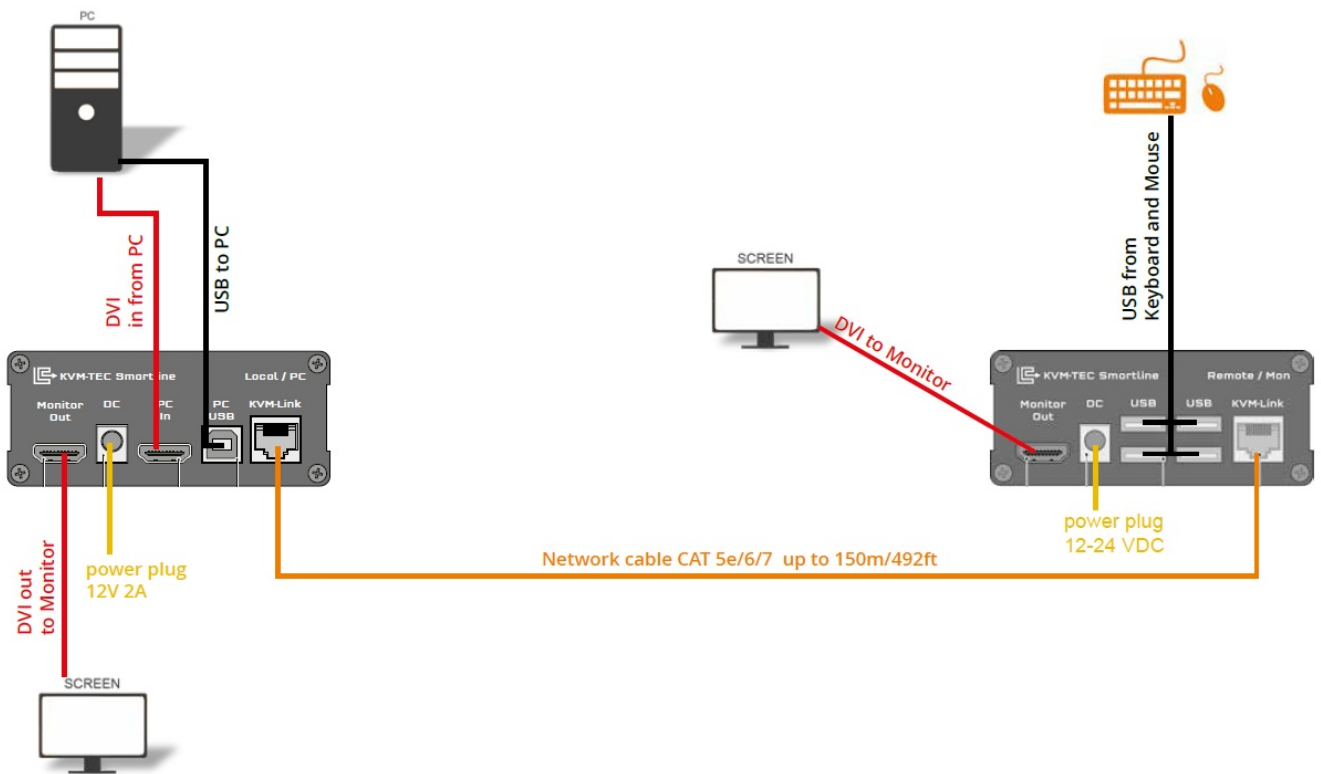 PC
DVI
in from PC
USB to PC
SCREEN
DVI to Monitor
USB from
Keyboard and Mouse
KVM-TEC Smartline
Local / PC
Monitor
Out
DC
PC
In
PC
USB
KVM-Link
KVM-TEC Smartline
Remote / Mon
Monitor
Out
DC
USB
USB
KVM-Link
power plug
12V 2A
power plug
12-24 VDC
Network cable CAT 5e/6/7 up to 150m/492ft
DVI out
to Monitor
SCREEN